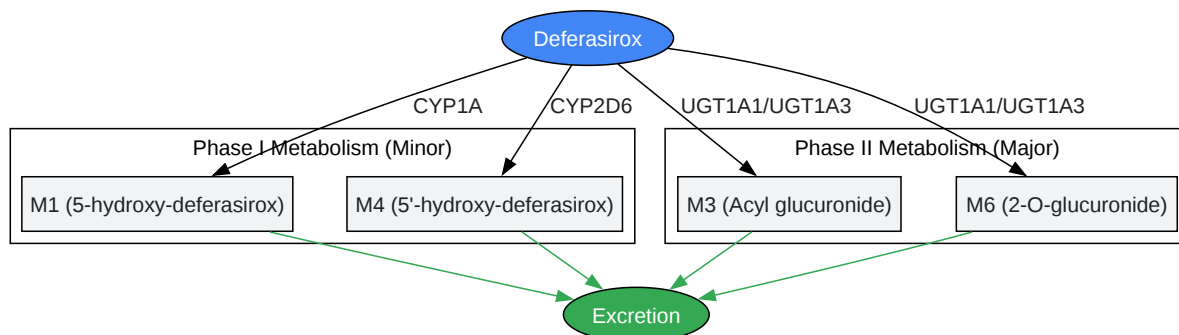 Deferasirox
CYP1A
CYP2D6
UGT1A1/UGT1A3
UGT1A1/UGT1A3
Phase I Metabolism (Minor)
Phase II Metabolism (Major)
M1 (5-hydroxy-deferasirox)
M4 (5'-hydroxy-deferasirox)
M3 (Acyl glucuronide)
M6 (2-O-glucuronide)
Excretion